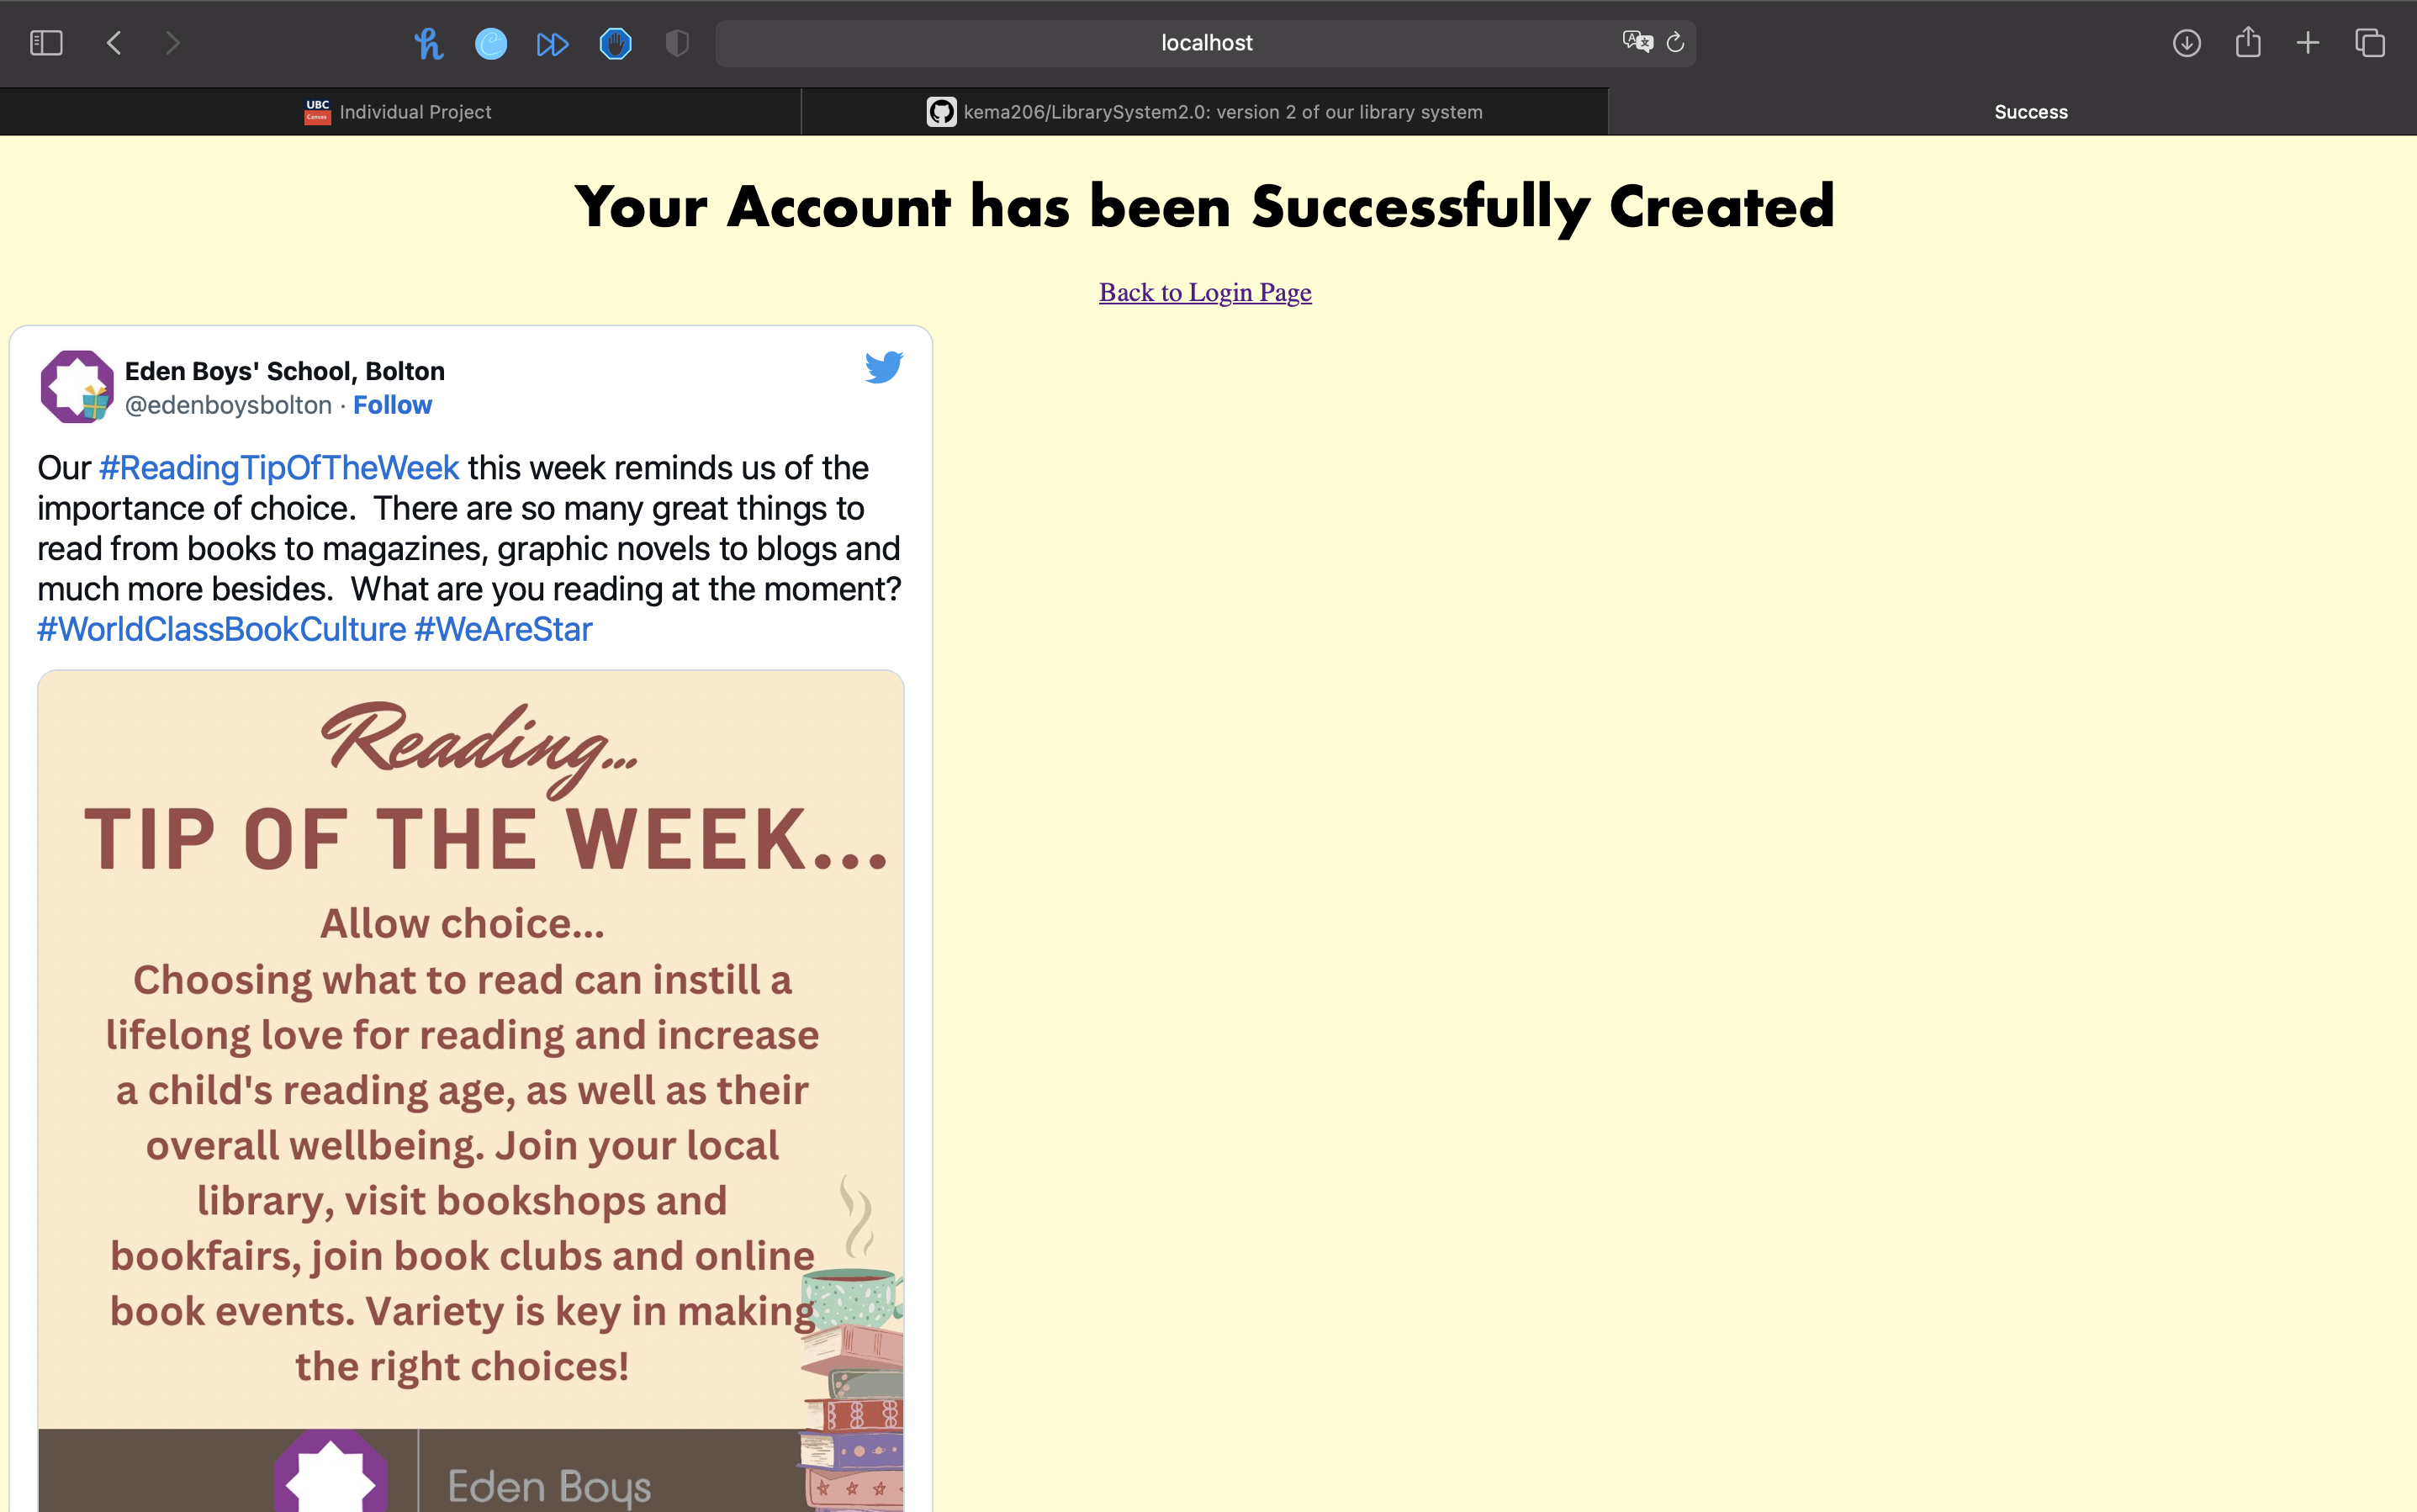 localhost
UBC
Canvas
Individual Project
kema206/LibrarySystem2.0: version 2 of our library system
Success
Your Account has been Successfully Created
Back to Login Page
Eden Boys' School, Bolton
@edenboysbolton · Follow
Our #ReadingTipOfTheWeek this week reminds us of the
importance of choice.  There are so many great things to
read from books to magazines, graphic novels to blogs and
much more besides.  What are you reading at the moment?
#WorldClassBookCulture #WeAreStar
Reading...
TIP OF THE WEEK...
Allow choice...
Choosing what to read can instill a
lifelong love for reading and increase
a child's reading age, as well as their
overall wellbeing. Join your local
library, visit bookshops and
bookfairs, join book clubs and online
book events. Variety is key in making
the right choices!
Eden Boys